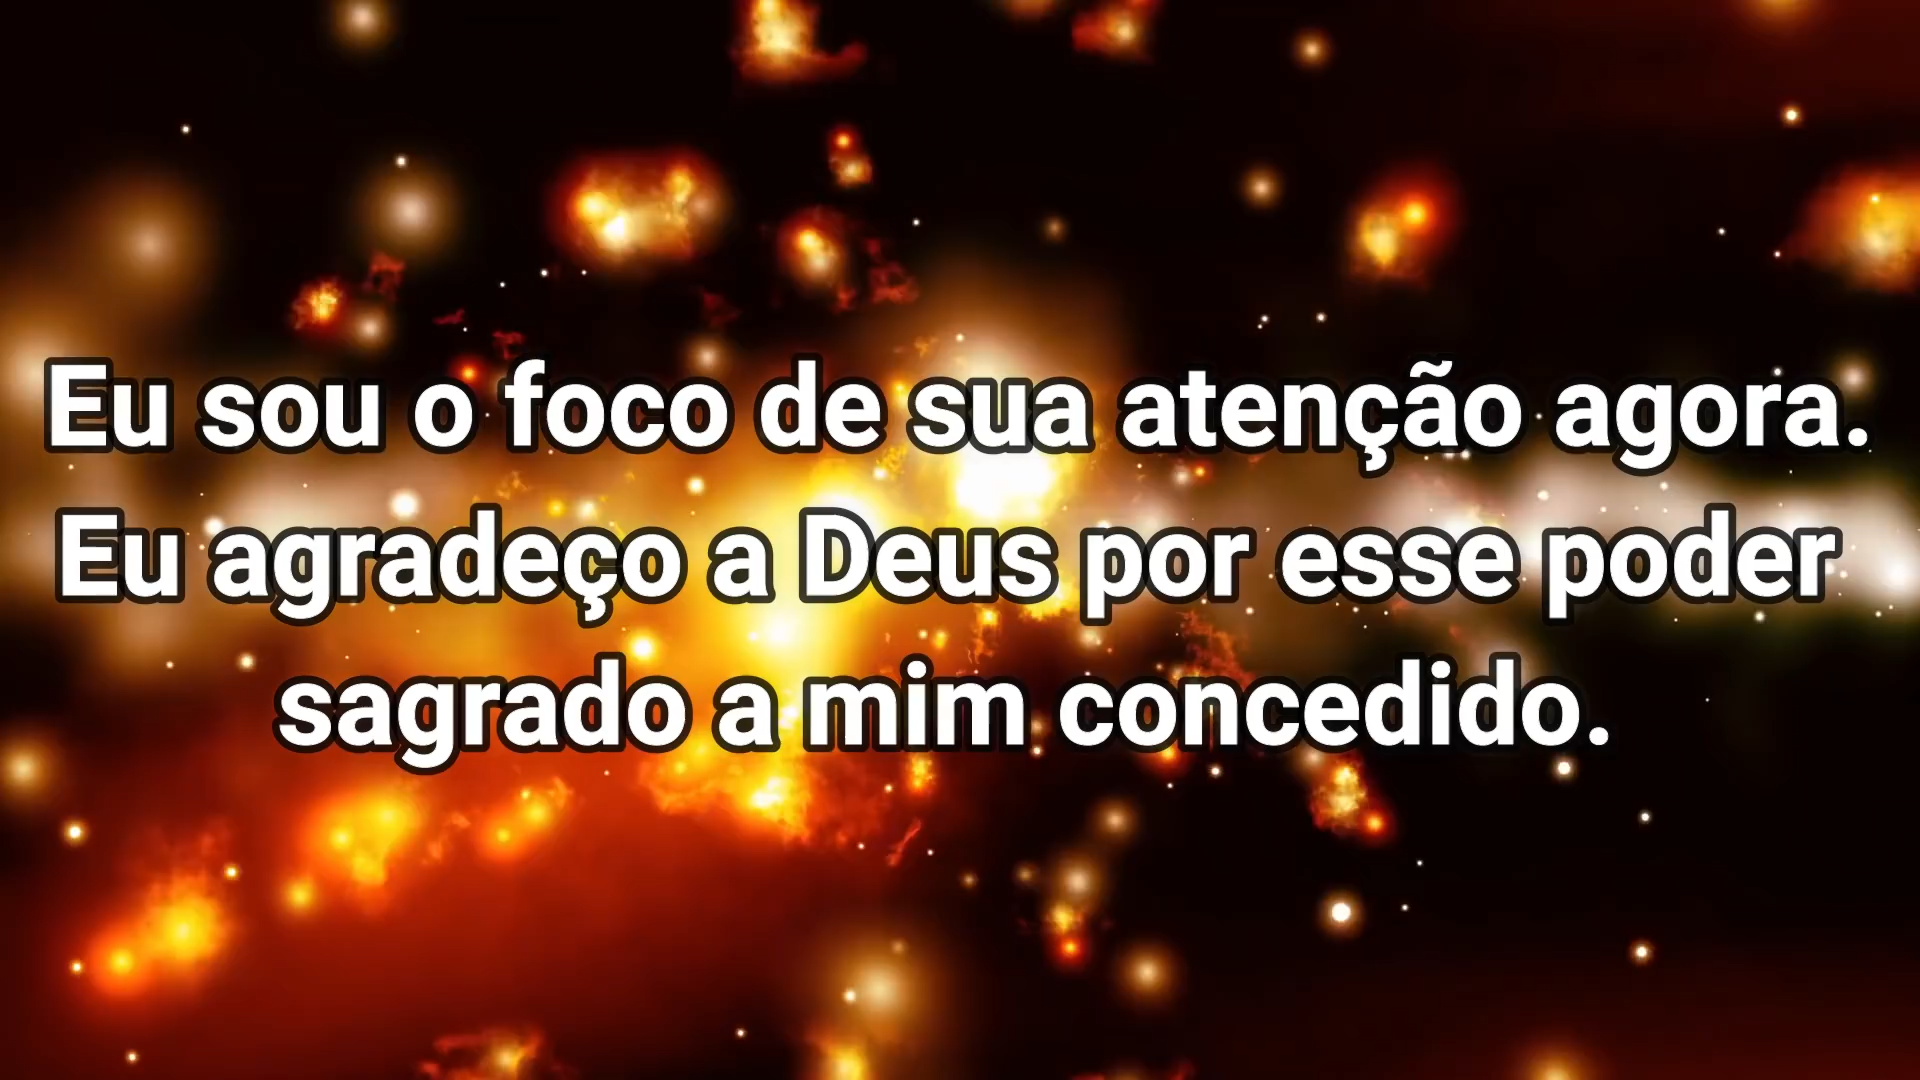 Eu sou o foco de sua atenção agora.
Eu agradeço a Deus por esse poder
sagrado a mim concedido.